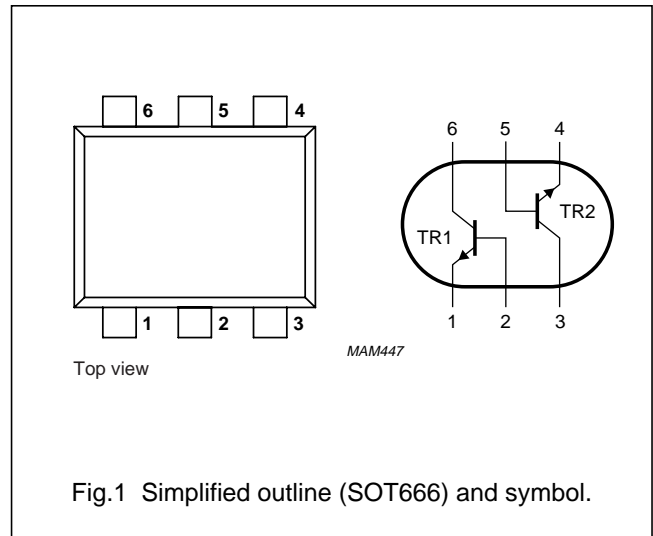 6 5 4
1 2 3
Top view
6 5 4
TR1 TR2
1 2 3
MAM447
Fig.1 Simplified outline (SOT666) and symbol.